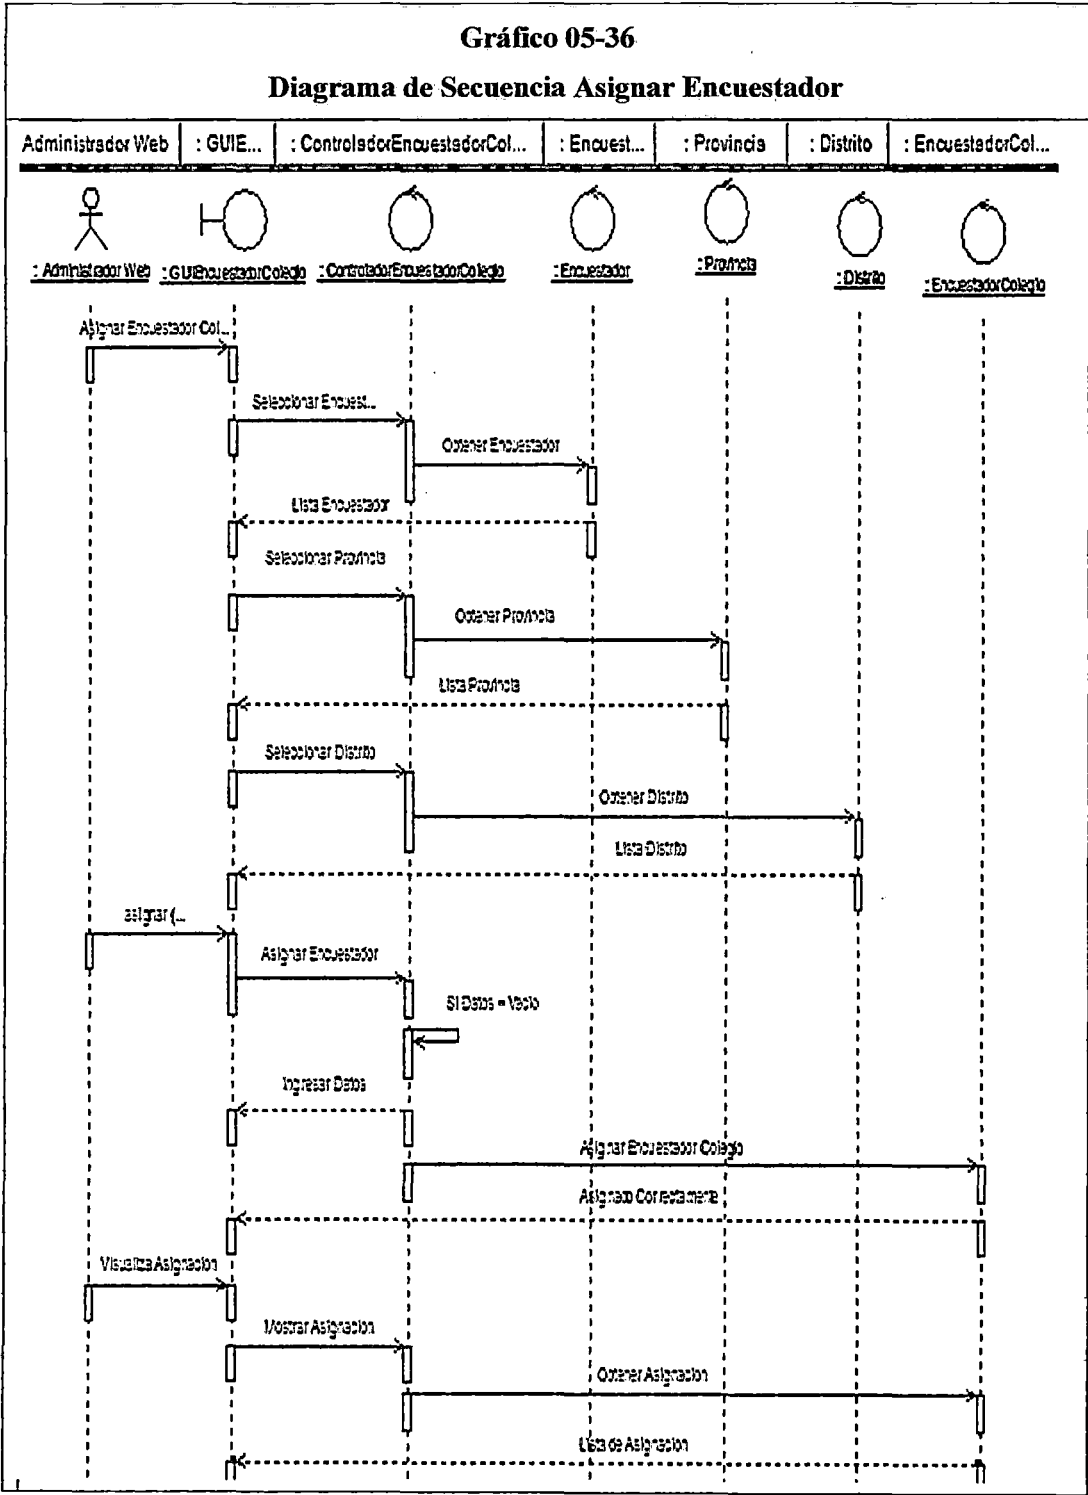 Gráfico 05-36
Diagrama de Secuencia Asignar Encuestador
Administrador Web
: GUIE...
: ControladorEncuestadorCol...
: Encuest...
: Provincia
: Distrito
: EncuestadorCol...
: Administrador Web
: GUIEncuestadorColegio
: ControladorEncuestadorColegio
: Encuestador
: Provincia
: Distrito
: EncuestadorColegio
Asignar Encuestador Col...
Seleccionar Encuest...
Obtener Encuestador
Lista Encuestador
Seleccionar Provincia
Obtener Provincia
Lista Provincia
Seleccionar Distrito
Obtener Distrito
Lista Distrito
asignar (...
Asignar Encuestador
Si Datos = Vacio
Ingresar Datos
Asignar Encuestador Colegio
Asignado Correctamente
Visualiza Asignacion
Mostrar Asignacion
Obtener Asignacion
Lista de Asignacion